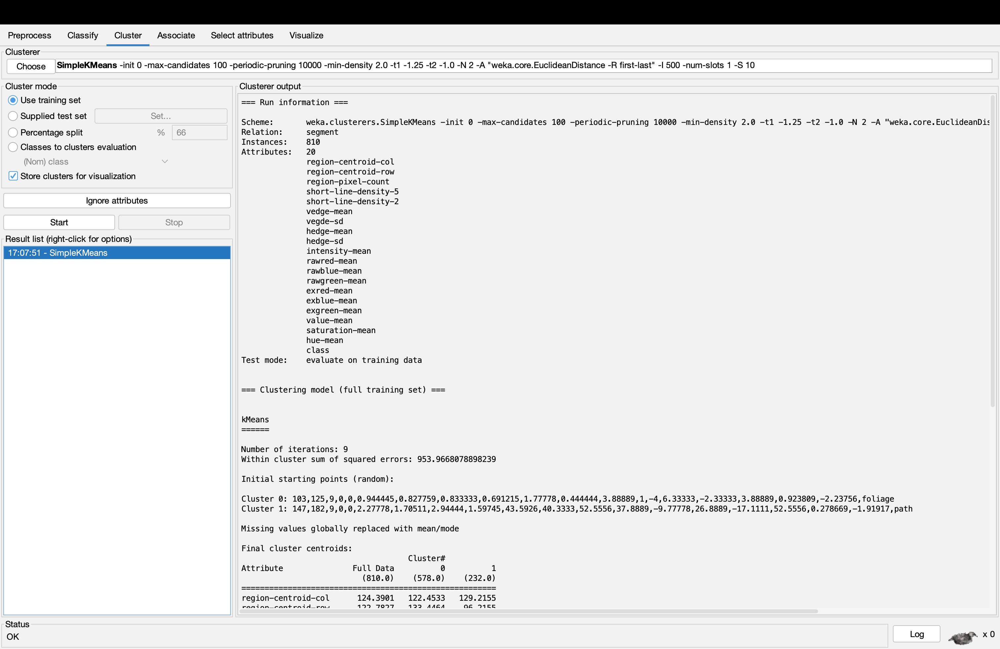 Preprocess Classify Cluster Associate Select attributes Visualize
Clusterer
Choose SimpleKMeans -init 0 -max-candidates 100 -periodic-pruning 10000 -min-density 2.0 -t1 -1.25 -t2 -1.0 -N 2 -A "weka.core.EuclideanDistance -R first-last" -I 500 -num-slots 1 -S 10
Cluster mode
Use training set
Supplied test set Set...
Percentage split % 66
Classes to clusters evaluation
(Nom) class
Store clusters for visualization
Ignore attributes
Start Stop
Result list (right-click for options)
17:07:51 - SimpleKMeans
Clusterer output
=== Run information ===
Scheme: weka.clusterers.SimpleKMeans -init 0 -max-candidates 100 -periodic-pruning 10000 -min-density 2.0 -t1 -1.25 -t2 -1.0 -N 2 -A "weka.core.EuclideanDis
Relation: segment
Instances: 810
Attributes: 20
region-centroid-col
region-centroid-row
region-pixel-count
short-line-density-5
short-line-density-2
vedge-mean
vegde-sd
hedge-mean
hedge-sd
intensity-mean
rawred-mean
rawblue-mean
rawgreen-mean
exred-mean
exblue-mean
exgreen-mean
value-mean
saturation-mean
hue-mean
class
Test mode: evaluate on training data
=== Clustering model (full training set) ===
kMeans
======
Number of iterations: 9
Within cluster sum of squared errors: 953.9668078898239
Initial starting points (random):
Cluster 0: 103,125,9,0,0,0.944445,0.827759,0.833333,0.691215,1.77778,0.444444,3.88889,1,-4,6.33333,-2.33333,3.88889,0.923809,-2.23756,foliage
Cluster 1: 147,182,9,0,0,2.27778,1.70511,2.94444,1.59745,43.5926,40.3333,52.5556,37.8889,-9.77778,26.8889,-17.1111,52.5556,0.278669,-1.91917,path
Missing values globally replaced with mean/mode
Final cluster centroids:
Cluster#
Attribute Full Data 0 1
(810.0) (578.0) (232.0)
=======================================================
region-centroid-col 124.3901 122.4533 129.2155
region-centroid-row 122.7827 133.4464 96.2155
Status
OK
Log x 0